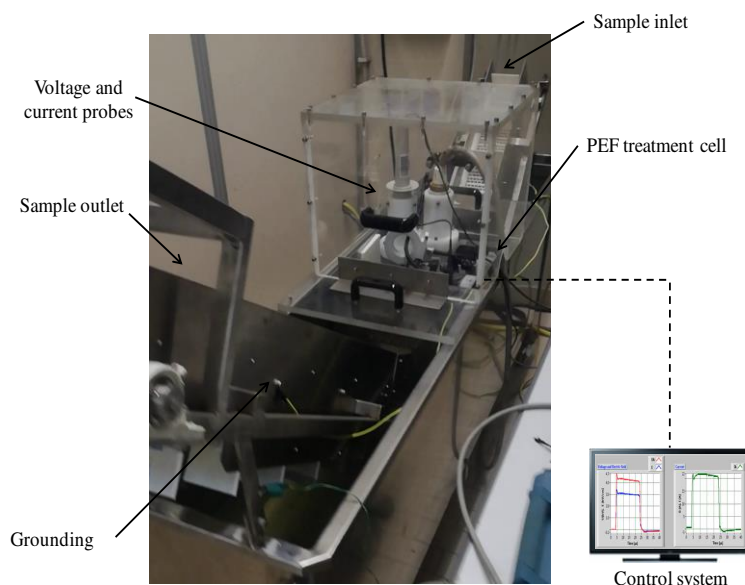 Sample inlet
Voltage and
current probes
PEF treatment cell
Sample outlet
Grounding
Control system